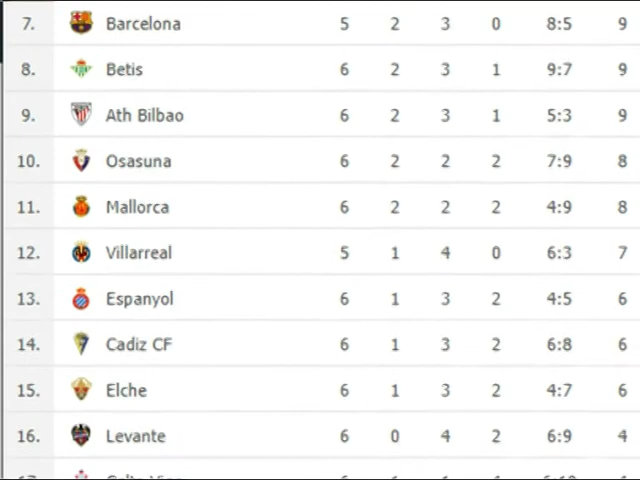 7. Barcelona 5 2 3 0 8:5 9
8. Betis 6 2 3 1 9:7 9
9. Ath Bilbao 6 2 3 1 5:3 9
10. Osasuna 6 2 2 2 7:9 8
11. Mallorca 6 2 2 2 4:9 8
12. Villarreal 5 1 4 0 6:3 7
13. Espanyol 6 1 3 2 4:5 6
14. Cadiz CF 6 1 3 2 6:8 6
15. Elche 6 1 3 2 4:7 6
16. Levante 6 0 4 2 6:9 4